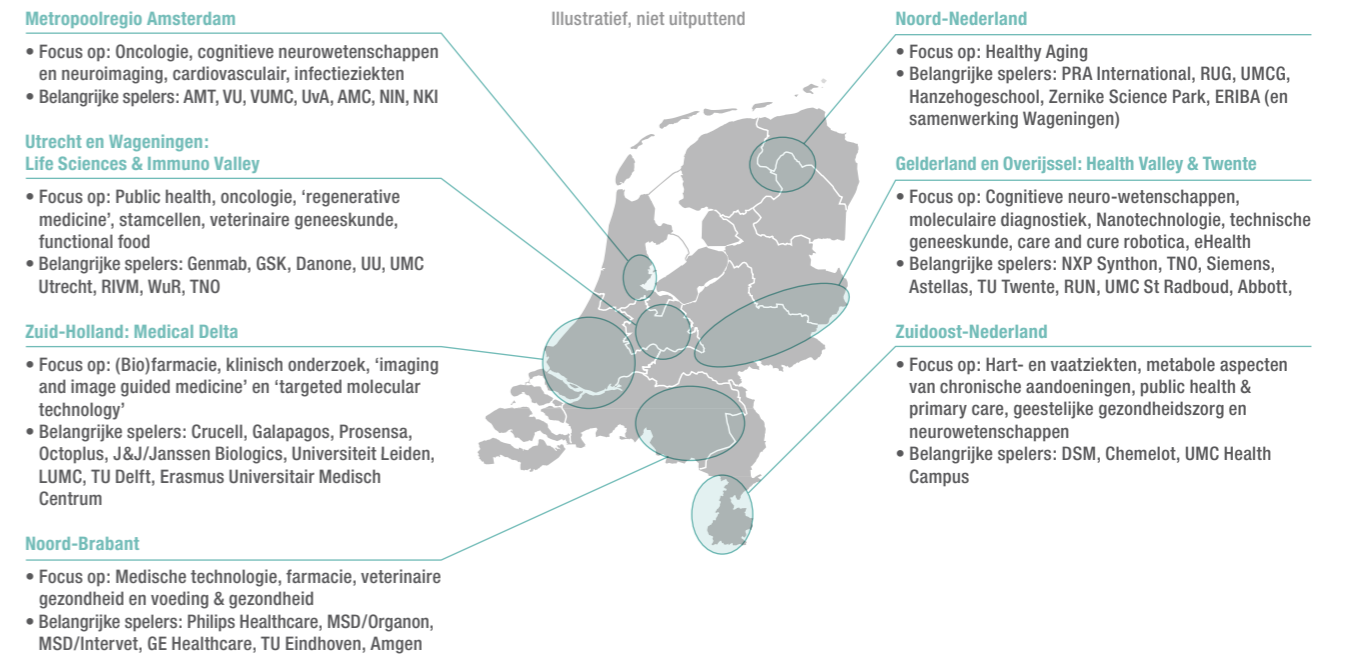 Metropoolregio Amsterdam
• Focus op: Oncologie, cognitieve neurowetenschappen
en neuroimaging, cardiovasculair, infectieziekten
• Belangrijke spelers: AMT, VU, VUMC, UvA, AMC, NIN, NKI
Utrecht en Wageningen:
Life Sciences & Immuno Valley
• Focus op: Public health, oncologie, ‘regenerative
medicine’, stamcellen, veterinaire geneeskunde,
functional food
• Belangrijke spelers: Genmab, GSK, Danone, UU, UMC
Utrecht, RIVM, WuR, TNO
Zuid-Holland: Medical Delta
• Focus op: (Bio)farmacie, klinisch onderzoek, ‘imaging
and image guided medicine’ en ‘targeted molecular
technology’
• Belangrijke spelers: Crucell, Galapagos, Prosensa,
Octoplus, J&J/Janssen Biologics, Universiteit Leiden,
LUMC, TU Delft, Erasmus Universitair Medisch
Centrum
Noord-Brabant
• Focus op: Medische technologie, farmacie, veterinaire
gezondheid en voeding & gezondheid
• Belangrijke spelers: Philips Healthcare, MSD/Organon,
MSD/Intervet, GE Healthcare, TU Eindhoven, Amgen
Illustratief, niet uitputtend
Noord-Nederland
• Focus op: Healthy Aging
• Belangrijke spelers: PRA International, RUG, UMCG,
Hanzehogeschool, Zernike Science Park, ERIBA (en
samenwerking Wageningen)
Gelderland en Overijssel: Health Valley & Twente
• Focus op: Cognitieve neuro-wetenschappen,
moleculaire diagnostiek, Nanotechnologie, technische
geneeskunde, care and cure robotica, eHealth
• Belangrijke spelers: NXP Synthon, TNO, Siemens,
Astellas, TU Twente, RUN, UMC St Radboud, Abbott,
Zuidoost-Nederland
• Focus op: Hart- en vaatziekten, metabole aspecten
van chronische aandoeningen, public health &
primary care, geestelijke gezondheidszorg en
neurowetenschappen
• Belangrijke spelers: DSM, Chemelot, UMC Health
Campus